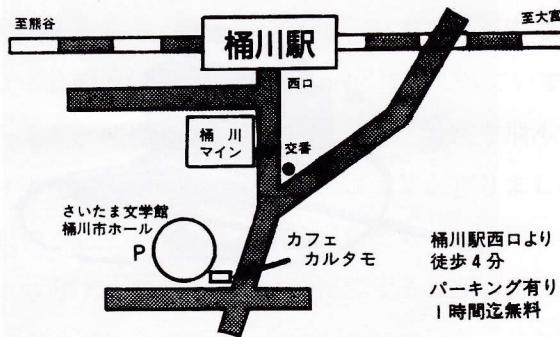 至熊谷
至大宮
桶川駅
西口
桶川
マイン
交番
さいたま文学館
桶川市ホール
P
カフェ
カルタモ
桶川駅西口より
徒歩4分
パーキング有り
1時間迄無料